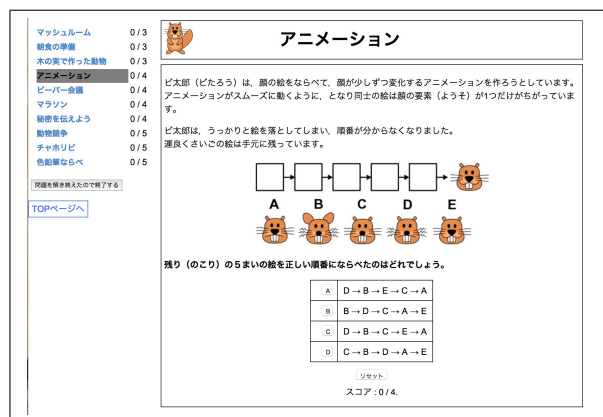 マッシュルーム 0 / 3
朝食の準備 0 / 3
木の実で作った動物 0 / 3
アニメーション 0 / 4
ビーバー会議 0 / 4
マラソン 0 / 4
秘密を伝えよう 0 / 4
動物競争 0 / 5
チャホリビ 0 / 5
色鉛筆ならべ 0 / 5
問題を解き終えたので終了する
TOPページへ
アニメーション
ビ太郎（ビたろう）は，顔の絵をならべて，顔が少しずつ変化するアニメーションを作ろうとしています。
アニメーションがスムーズに動くように，となり同士の絵は顔の要素（ようそ）が1つだけがちがっていま
す。
ビ太郎は，うっかりと絵を落としてしまい，順番が分からなくなりました。
運良くさいごの絵は手元に残っています。
A B C D E
残り（のこり）の５まいの絵を正しい順番にならべたのはどれでしょう。
A D → B → E → C → A
B B → D → C → A → E
C D → B → C → E → A
D C → B → D → A → E
リセット
スコア : 0 / 4.